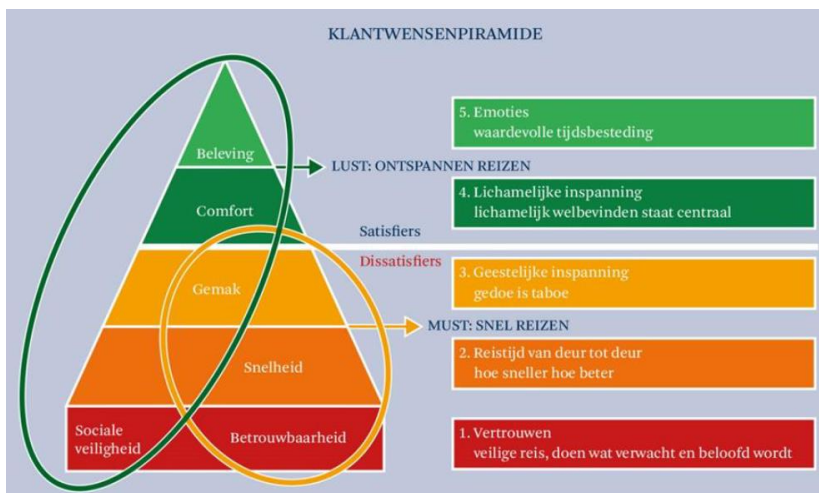 KLANTWENSENPIRAMIDE
5. Emoties
waardevolle tijdsbesteding
Beleving
LUST: ONTSPANNEN REIZEN
4. Lichamelijke inspanning
lichamelijk welbevinden staat centraal
Comfort
Satisfiers
Dissatisfiers
3. Geestelijke inspanning
gedoe is taboe
Gemak
MUST: SNEL REIZEN
2. Reistijd van deur tot deur
hoe sneller hoe beter
Snelheid
Sociale
veiligheid
Betrouwbaarheid
1. Vertrouwen
veilige reis, doen wat verwacht en beloofd wordt